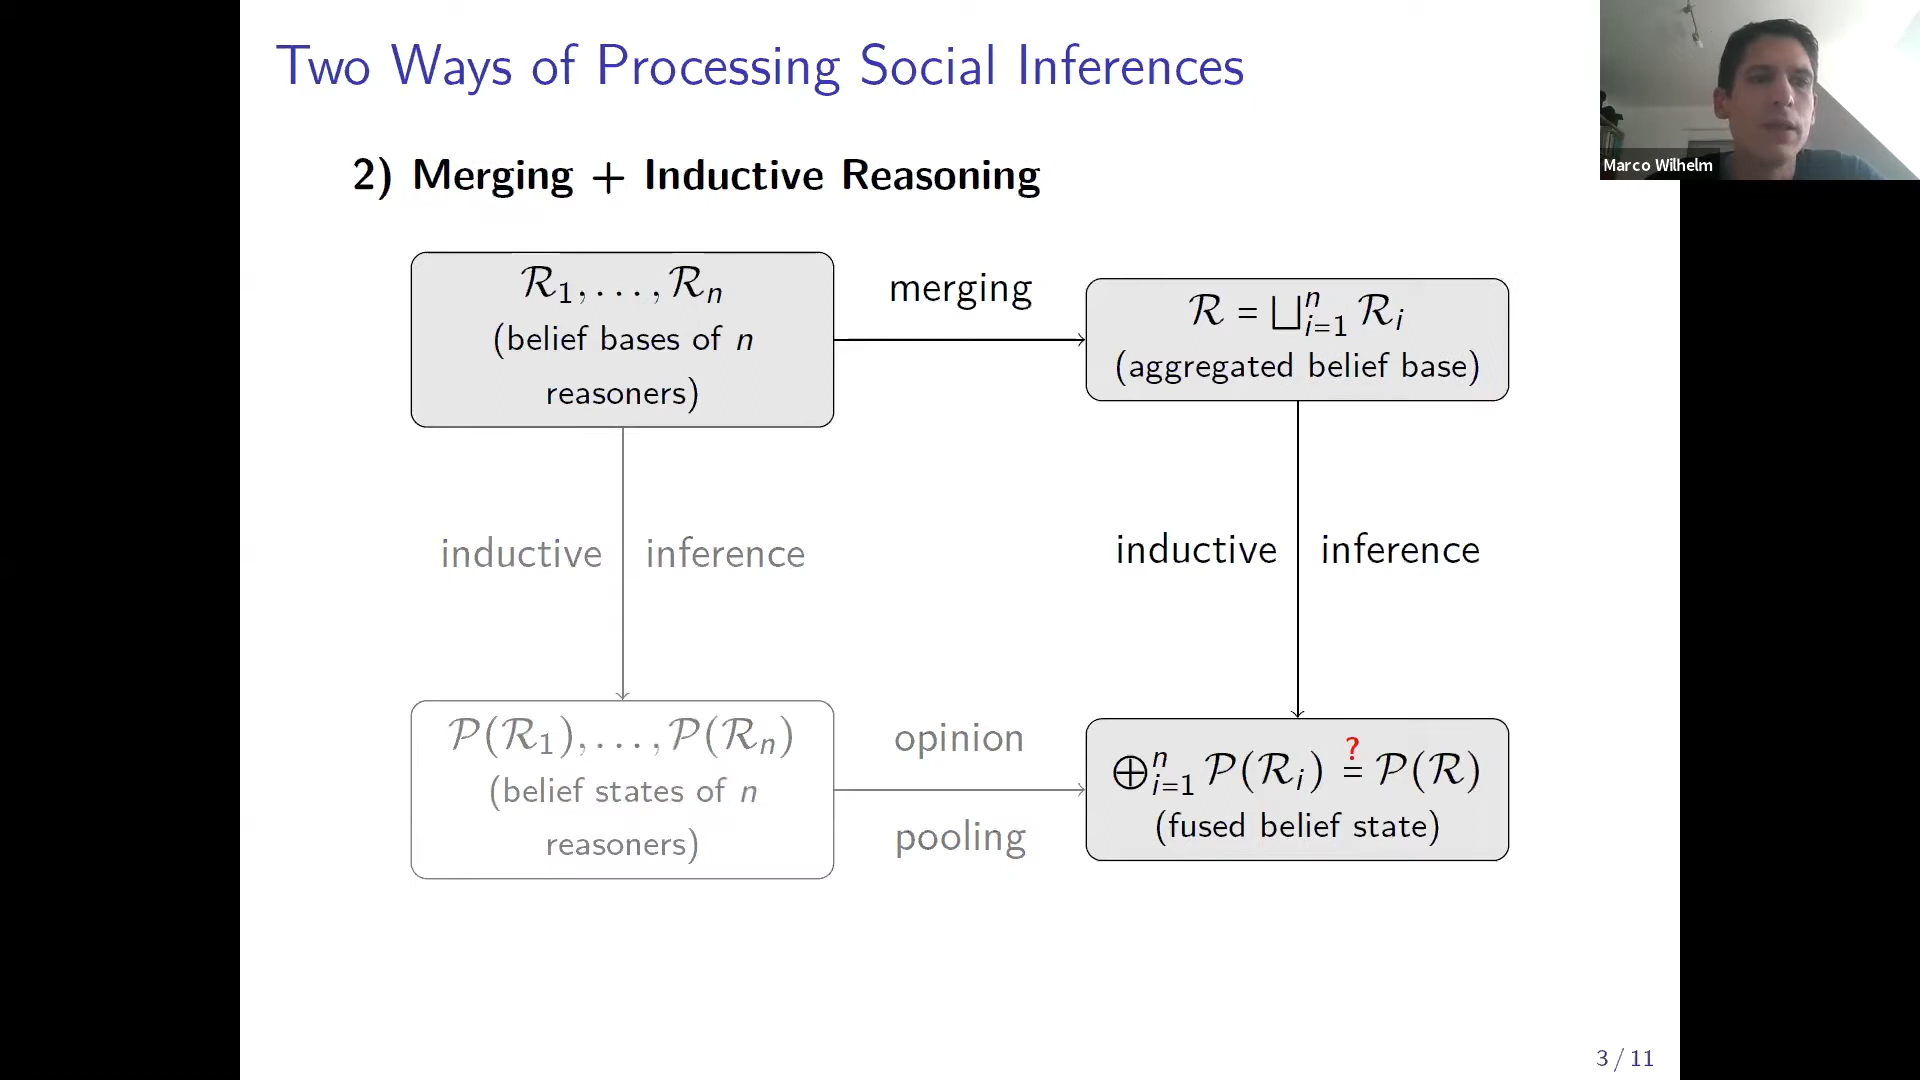 Two Ways of Processing Social Inferences
2) Merging + Inductive Reasoning
ℛ₁, . . . , ℛₙ
(belief bases of n
reasoners)
merging
ℛ = ⨆ⁿᵢ₌₁ ℛᵢ
(aggregated belief base)
inductive inference
inductive inference
𝒫(ℛ₁), . . . , 𝒫(ℛₙ)
(belief states of n
reasoners)
opinion
pooling
⊕ⁿᵢ₌₁ 𝒫(ℛᵢ) ≟ 𝒫(ℛ)
(fused belief state)
Marco Wilhelm
3 / 11